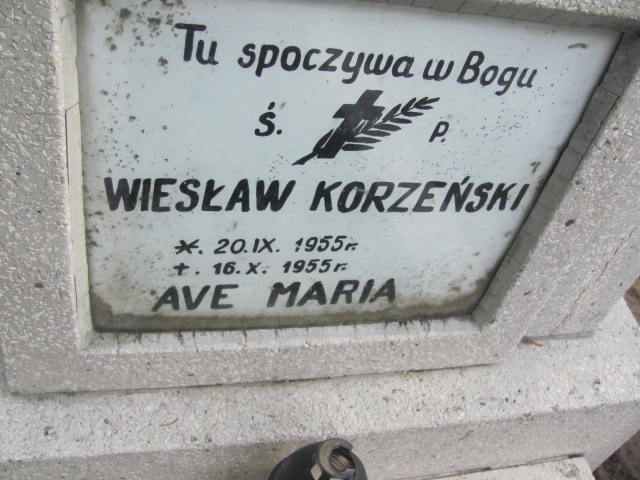 Tu spoczywa w Bogu
Ś. P.
WIESŁAW KORZEŃSKI
*. 20.IX. 1955r.
+. 16.X. 1955r.
AVE MARIA